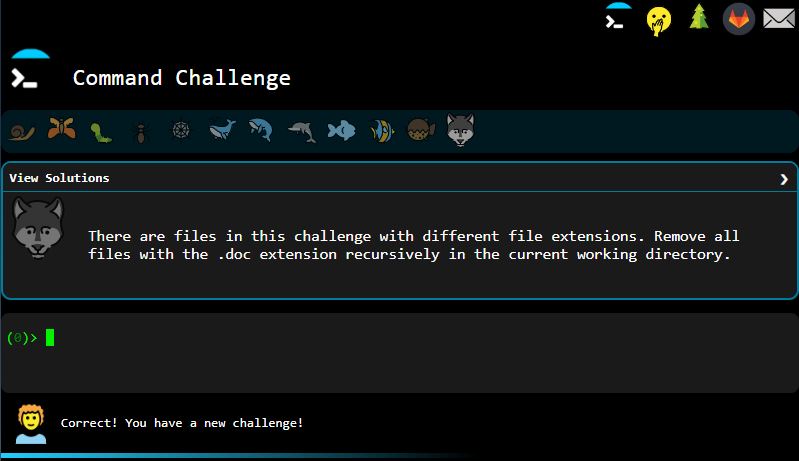 Command Challenge
View Solutions
There are files in this challenge with different file extensions. Remove all
files with the .doc extension recursively in the current working directory.
(0)>
Correct! You have a new challenge!